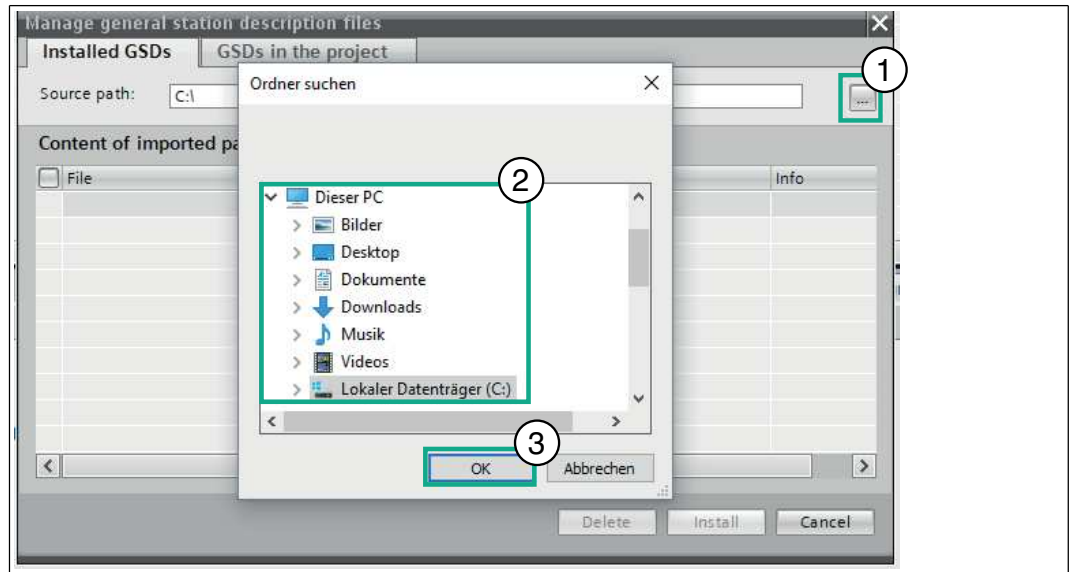 Manage general station description files
Installed GSDs GSDs in the project
1
Ordner suchen
Source path: C:\ ...
Content of imported pa
2
File Info
Dieser PC
Bilder
Desktop
Dokumente
Downloads
Musik
Videos
Lokaler Datenträger (C:)
3
OK Abbrechen
Delete Install Cancel